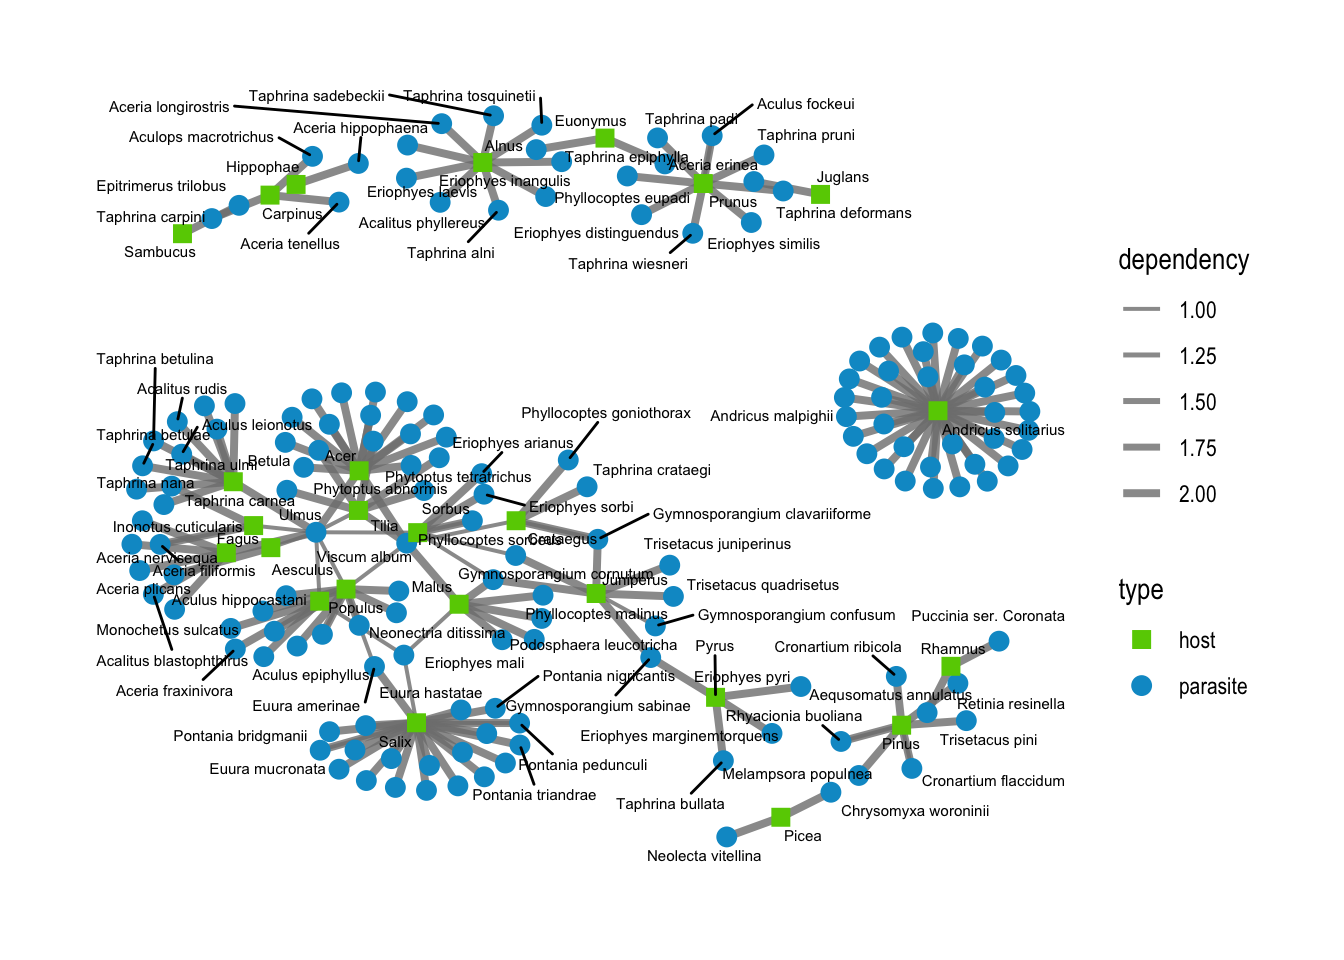 Taphrina sadebeckii
Taphrina tosquinetii
Aceria longirostris
Aculus fockeui
Euonymus
Taphrina padi
Aceria hippophaena
Aculops macrotrichus
Taphrina pruni
Alnus
Taphrina epiphylla
Aceria erinea
Hippophae
Juglans
Eriophyes inangulis
Epitrimerus trilobus
Eriophyes laevis
Phyllocoptes eupadi
Prunus
Taphrina deformans
Carpinus
Taphrina carpini
Acalitus phyllereus
Eriophyes distinguendus
Eriophyes similis
Aceria tenellus
Sambucus
Taphrina alni
Taphrina wiesneri
dependency
1.00
1.25
1.50
1.75
2.00
Taphrina betulina
Acalitus rudis
Phyllocoptes goniothorax
Andricus malpighii
Aculus leionotus
Andricus solitarius
Taphrina betulae
Eriophyes arianus
Acer
Betula
Taphrina ulmi
Taphrina crataegi
Phytoptus tetratrichus
Taphrina nana
Phytoptus abnormis
Taphrina carnea
Sorbus
Eriophyes sorbi
Ulmus
Gymnosporangium clavariiforme
Inonotus cuticularis
Tilia
Fagus
Phyllocoptes sorbeus
Crataegus
Trisetacus juniperinus
Aceria nervisequa
Viscum album
Aceria filiformis
Aesculus
Gymnosporangium cornutum
Juniperus
Trisetacus quadrisetus
Aceria plicans
Malus
Aculus hippocastani
Populus
Phyllocoptes malinus
Gymnosporangium confusum
Puccinia ser. Coronata
type
host
parasite
Monochetus sulcatus
Neonectria ditissima
Podosphaera leucotricha
Pyrus
Cronartium ribicola
Rhamnus
Acalitus blastophthirus
Eriophyes mali
Aculus epiphyllus
Pontania nigricantis
Eriophyes pyri
Aceria fraxinivora
Euura hastatae
Aequsomatus annulatus
Euura amerinae
Gymnosporangium sabinae
Retinia resinella
Rhyacionia buoliana
Pontania bridgmanii
Salix
Eriophyes marginemtorquens
Pinus
Trisetacus pini
Euura mucronata
Pontania pedunculi
Melampsora populnea
Cronartium flaccidum
Pontania triandrae
Taphrina bullata
Chrysomyxa woroninii
Picea
Neolecta vitellina